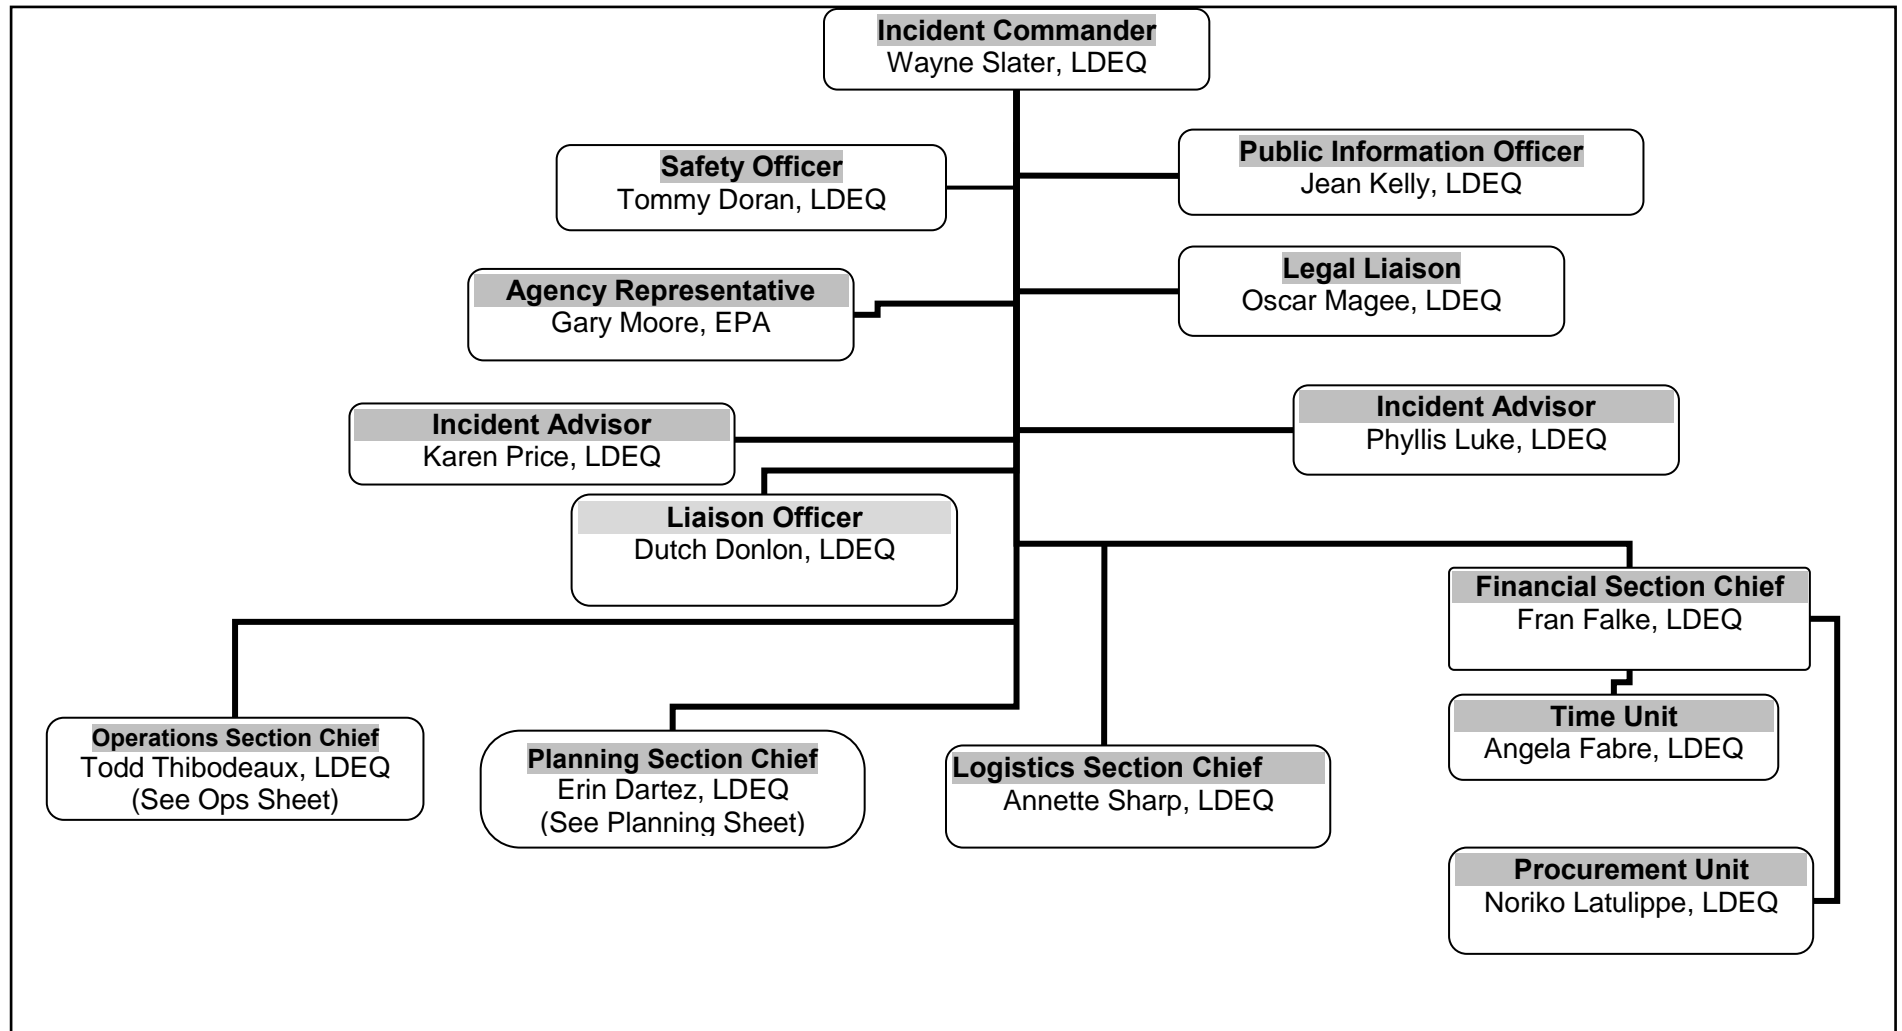 Incident Commander
Wayne Slater, LDEQ
Safety Officer
Tommy Doran, LDEQ
Public Information Officer
Jean Kelly, LDEQ
Agency Representative
Gary Moore, EPA
Legal Liaison
Oscar Magee, LDEQ
Incident Advisor
Karen Price, LDEQ
Incident Advisor
Phyllis Luke, LDEQ
Liaison Officer
Dutch Donlon, LDEQ
Financial Section Chief
Fran Falke, LDEQ
Time Unit
Angela Fabre, LDEQ
Operations Section Chief
Todd Thibodeaux, LDEQ
(See Ops Sheet)
Planning Section Chief
Erin Dartez, LDEQ
(See Planning Sheet)
Logistics Section Chief
Annette Sharp, LDEQ
Procurement Unit
Noriko Latulippe, LDEQ